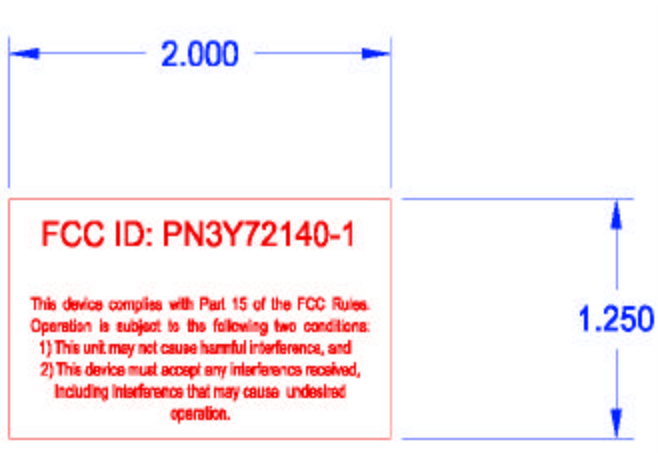 2.000
FCC ID: PN3Y72140-1
This device complies with Part 15 of the FCC Rules.
Operation is subject to the following two conditions:
1) This unit may not cause harmful interference, and
2) This device must accept any interference received,
including interference that may cause undesired
operation.
1.250